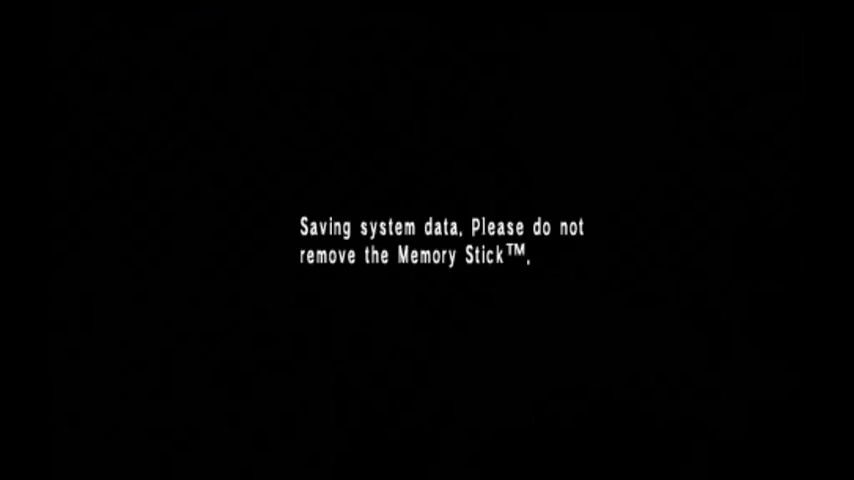 Saving system data. Please do not
remove the Memory Stick™.